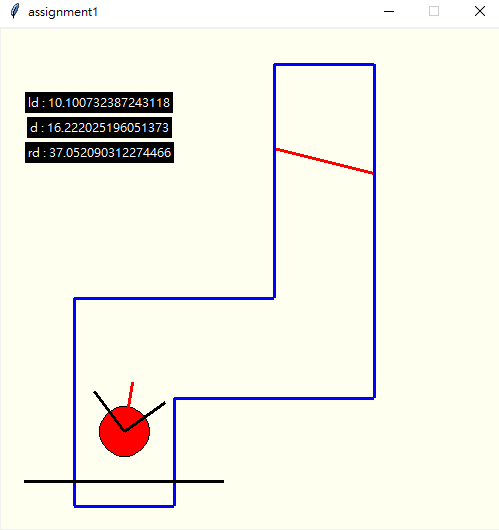 assignment1
ld : 10.100732387243118
d : 16.222025196051373
rd : 37.052090312274466